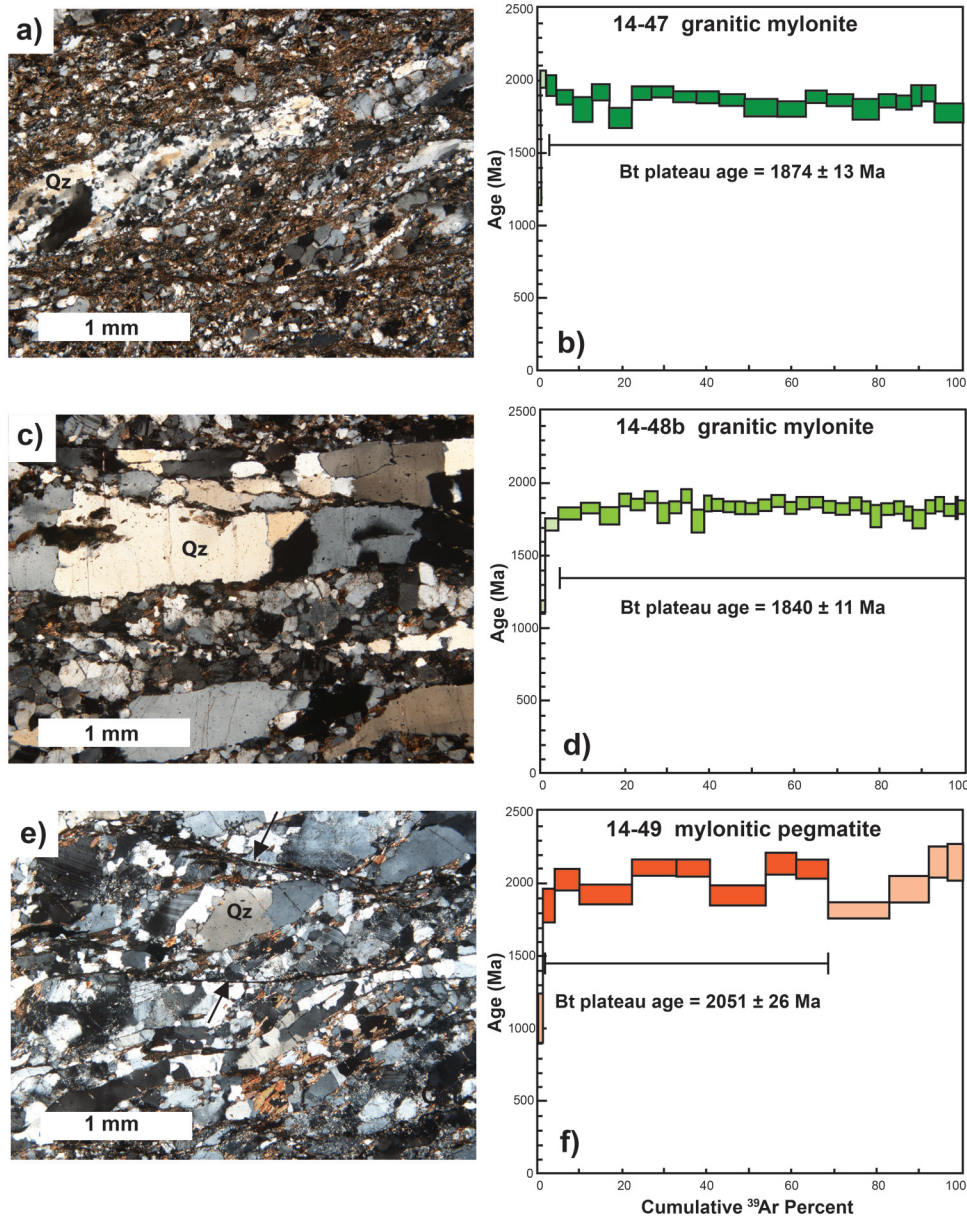 a)
Qz
1 mm
14-47 granitic mylonite
2500
2000
1500
1000
500
0
Age (Ma)
Bt plateau age = 1874 ± 13 Ma
b)
0 20 40 60 80 100
c)
Qz
1 mm
14-48b granitic mylonite
2500
2000
1500
1000
500
0
Age (Ma)
Bt plateau age = 1840 ± 11 Ma
d)
0 20 40 60 80 100
e)
Qz
1 mm
14-49 mylonitic pegmatite
2500
2000
1500
1000
500
0
Age (Ma)
Bt plateau age = 2051 ± 26 Ma
f)
0 20 40 60 80 100
Cumulative ³⁹Ar Percent